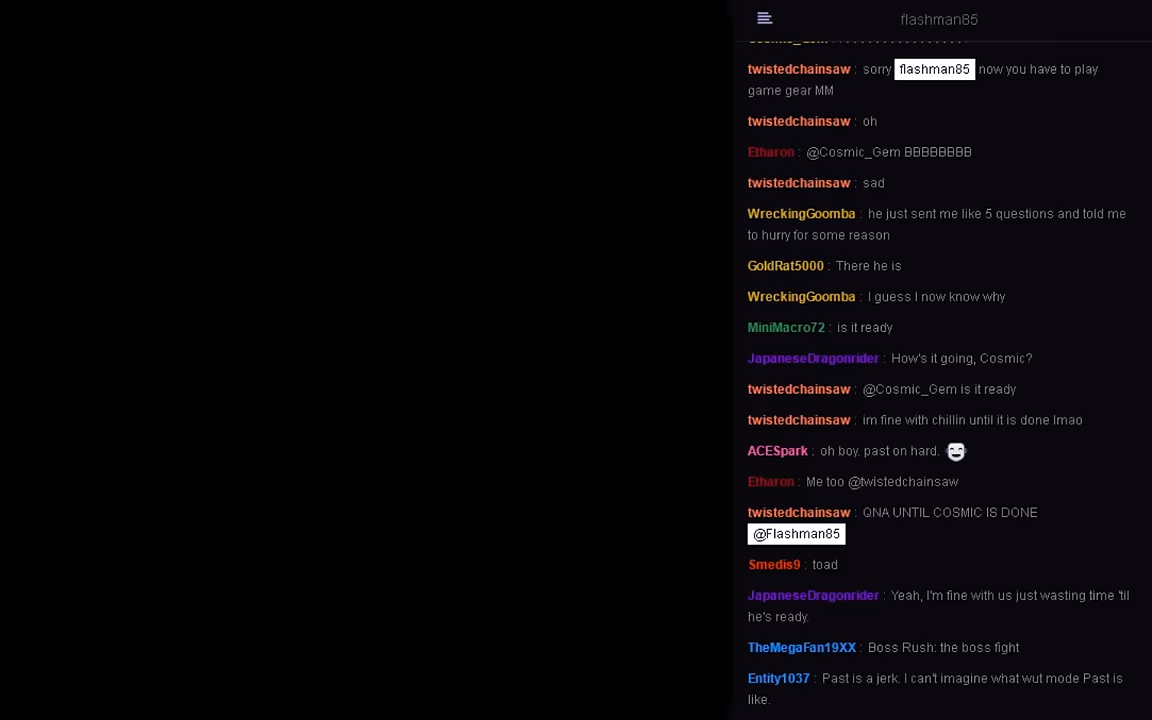 flashman85
twistedchainsaw : sorry flashman85 now you have to play
game gear MM
twistedchainsaw : oh
Etharon : @Cosmic_Gem BBBBBBBB
twistedchainsaw : sad
WreckingGoomba : he just sent me like 5 questions and told me
to hurry for some reason
GoldRat5000 : There he is
WreckingGoomba : I guess I now know why
MiniMacro72 : is it ready
JapaneseDragonrider : How's it going, Cosmic?
twistedchainsaw : @Cosmic_Gem is it ready
twistedchainsaw : im fine with chillin until it is done lmao
ACESpark : oh boy. past on hard.
Etharon : Me too @twistedchainsaw
twistedchainsaw : QNA UNTIL COSMIC IS DONE
@Flashman85
Smedis9 : toad
JapaneseDragonrider : Yeah, I'm fine with us just wasting time 'til
he's ready.
TheMegaFan19XX : Boss Rush: the boss fight
Entity1037 : Past is a jerk. I can't imagine what wut mode Past is
like.